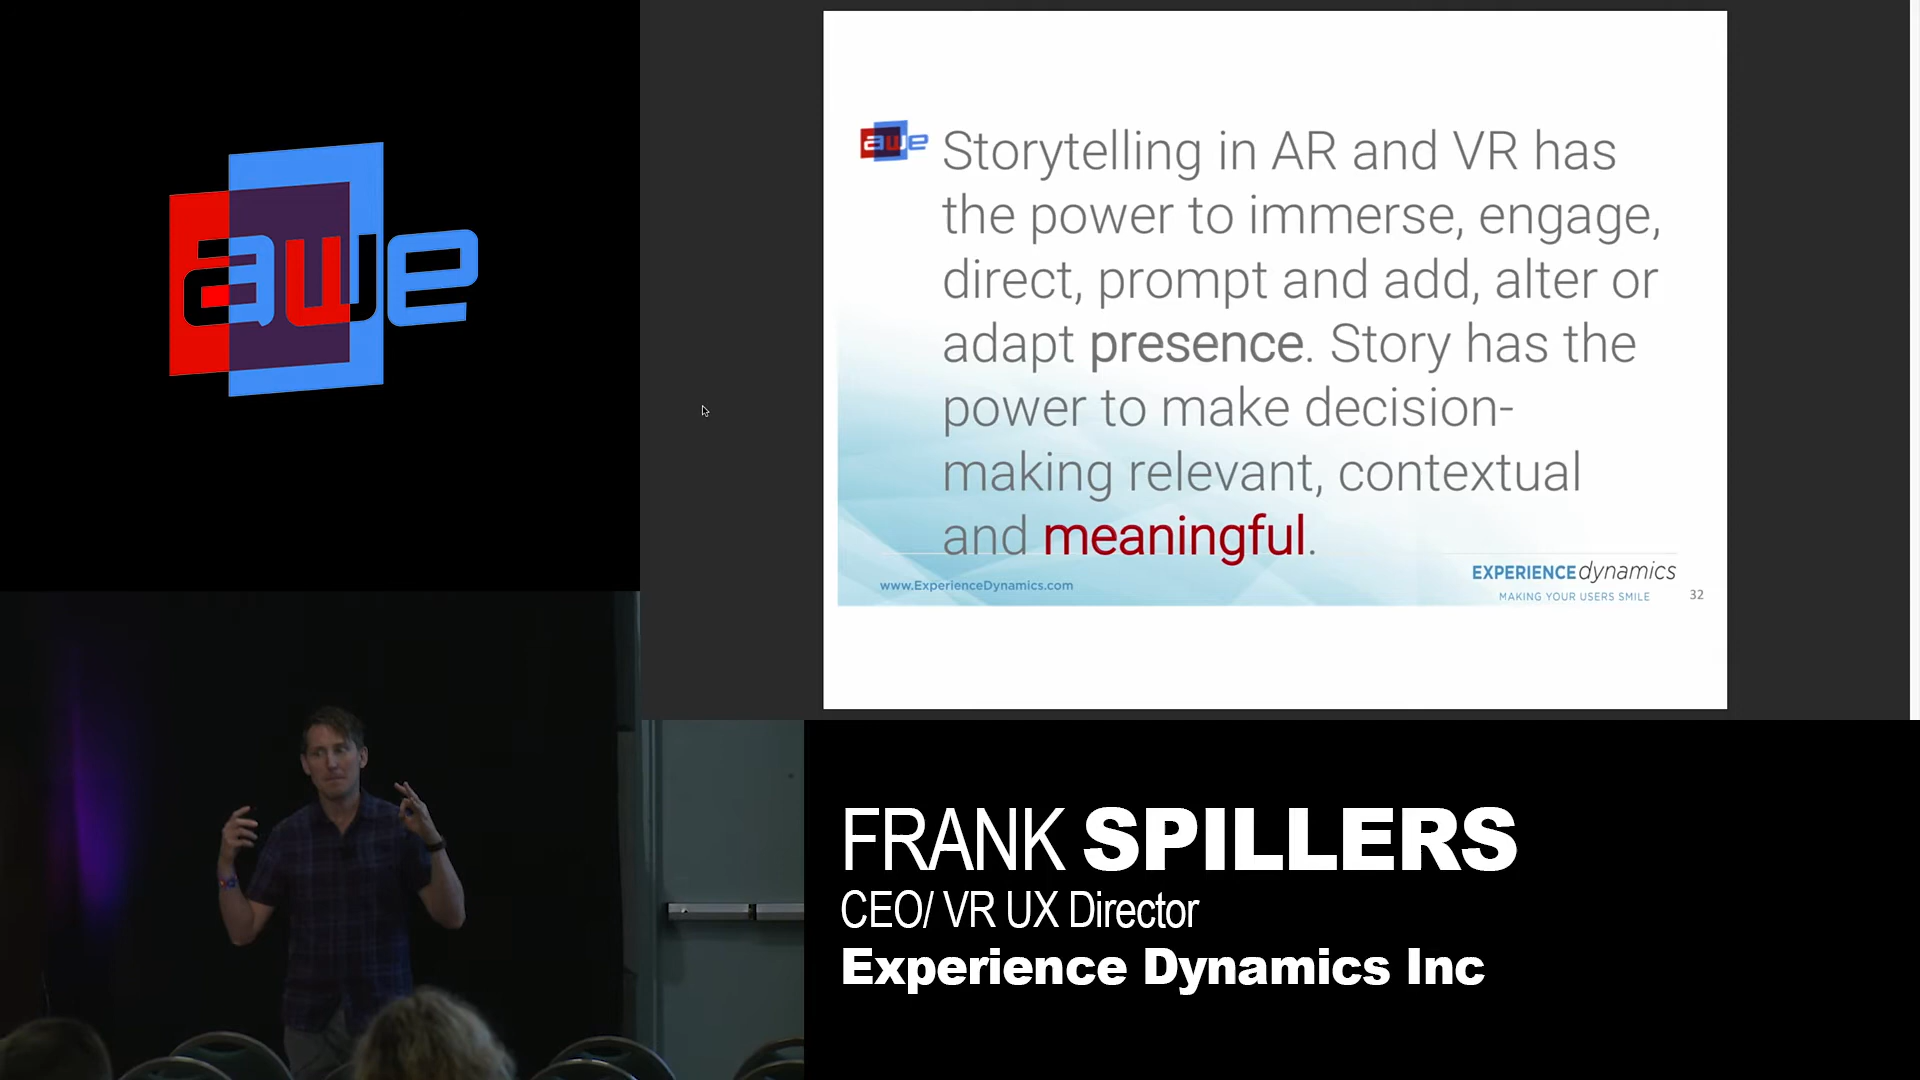 awe
awe
Storytelling in AR and VR has
the power to immerse, engage,
direct, prompt and add, alter or
adapt presence. Story has the
power to make decision-
making relevant, contextual
and meaningful.
www.ExperienceDynamics.com
EXPERIENCEdynamics
MAKING YOUR USERS SMILE
32
FRANK SPILLERS
CEO/ VR UX Director
Experience Dynamics Inc